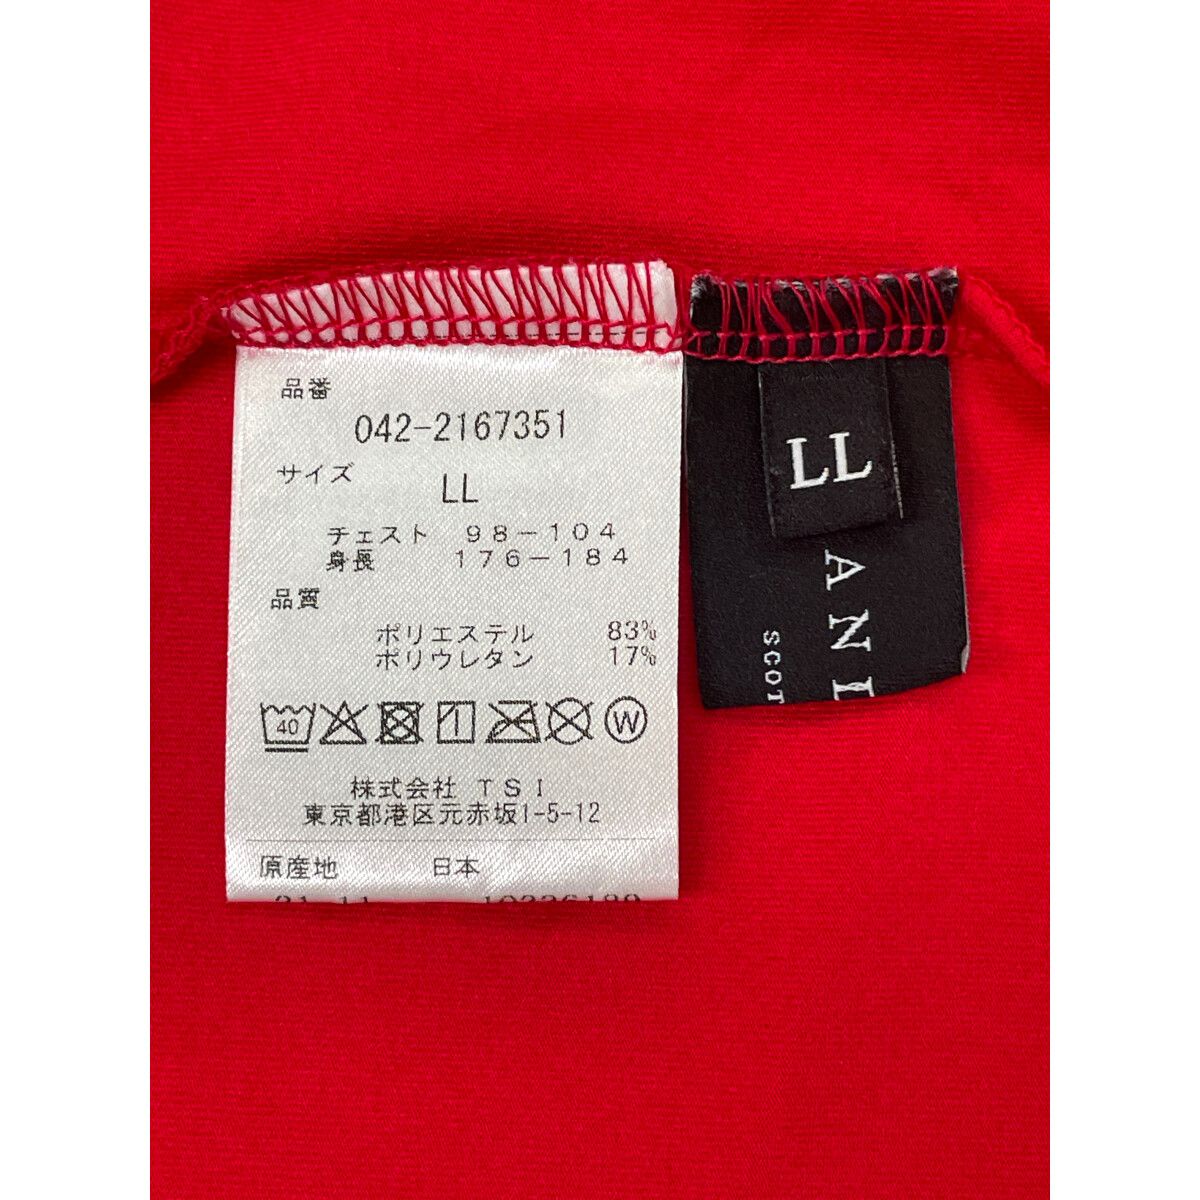 品番
042-2167351
サイズ
LL
チェスト 98-104
身長 176-184
品質
ポリエステル 83%
ポリウレタン 17%
40
W
株式会社 TSI
東京都港区元赤坂1-5-12
原産地 日本
LL
ANL
SCOT